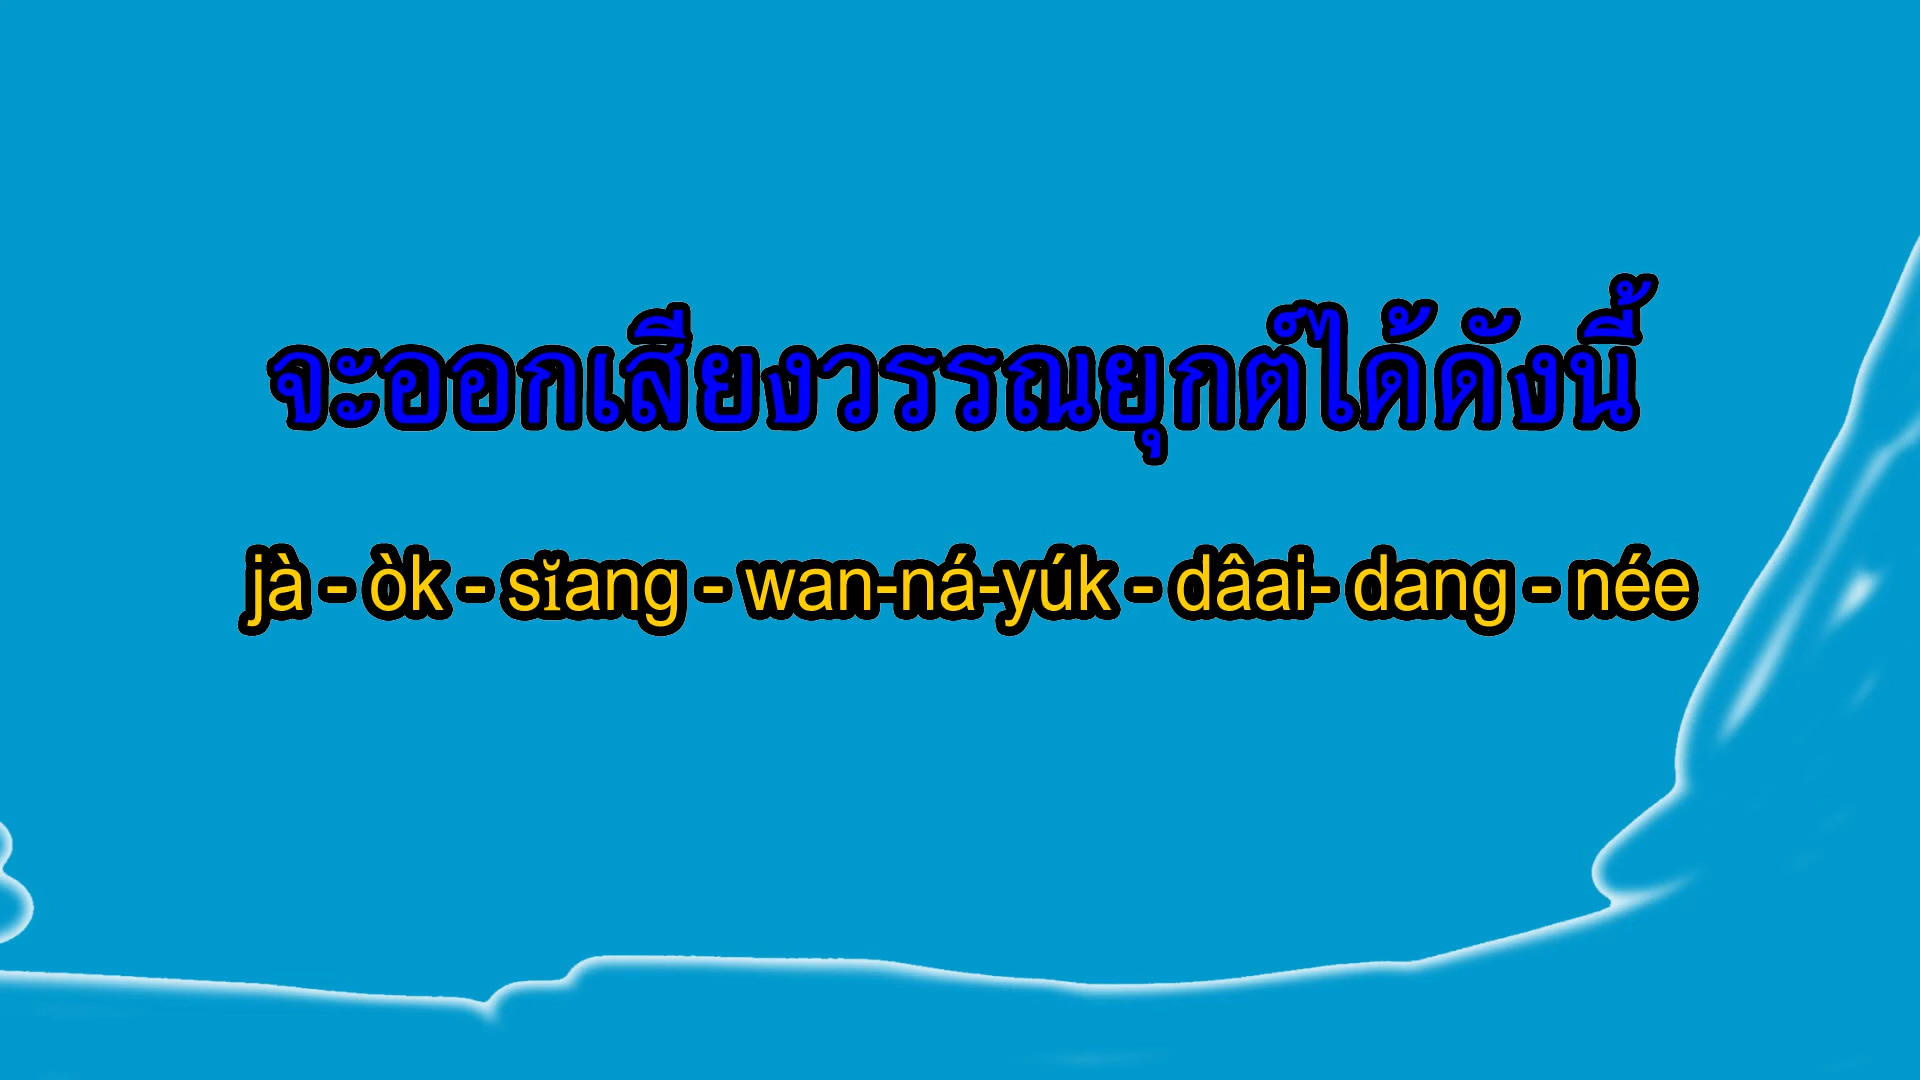 จะออกเสียงวรรณยุกต์ได้ดังนี้
jà - òk - sĭang - wan-ná-yúk - dâai- dang - née